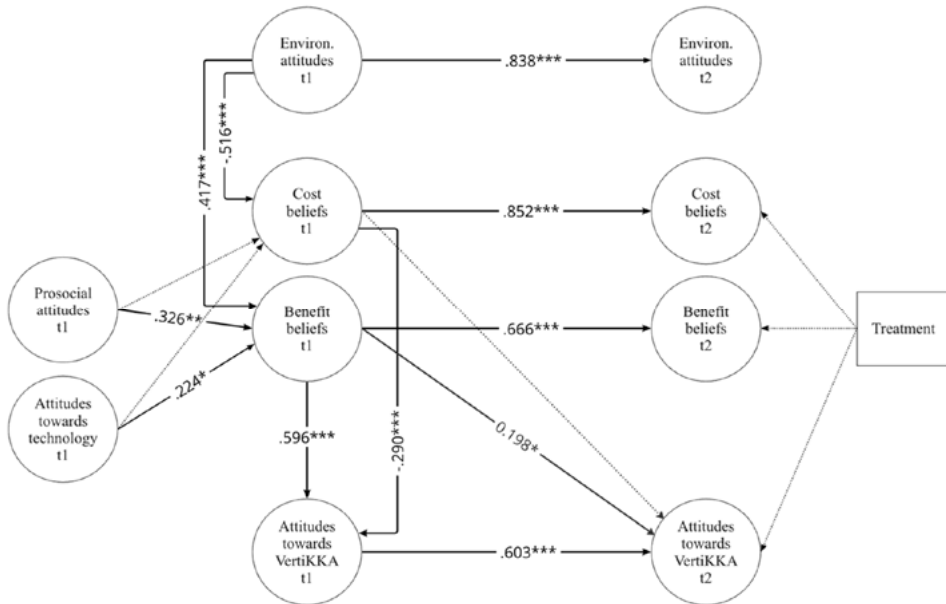 Environ.
attitudes
t1
.838***
Environ.
attitudes
t2
-.516***
.417***
Cost
beliefs
t1
.852***
Cost
beliefs
t2
Prosocial
attitudes
t1
.326**
Benefit
beliefs
t1
.666***
Benefit
beliefs
t2
Treatment
Attitudes
towards
technology
t1
.224*
.596***
-.290***
0.198*
Attitudes
towards
VertiKKA
t1
.603***
Attitudes
towards
VertiKKA
t2